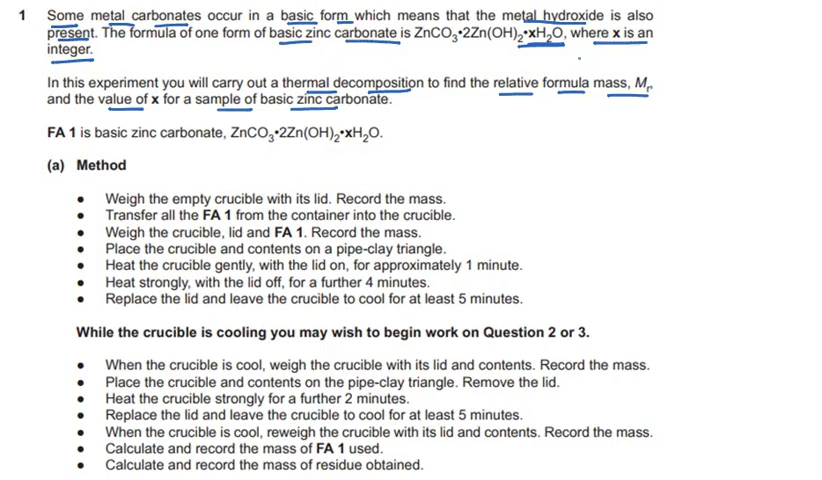 1 Some metal carbonates occur in a basic form which means that the metal hydroxide is also
present. The formula of one form of basic zinc carbonate is ZnCO₃•2Zn(OH)₂•xH₂O, where x is an
integer.
In this experiment you will carry out a thermal decomposition to find the relative formula mass, Mᵣ,
and the value of x for a sample of basic zinc carbonate.
FA 1 is basic zinc carbonate, ZnCO₃•2Zn(OH)₂•xH₂O.
(a) Method
• Weigh the empty crucible with its lid. Record the mass.
• Transfer all the FA 1 from the container into the crucible.
• Weigh the crucible, lid and FA 1. Record the mass.
• Place the crucible and contents on a pipe-clay triangle.
• Heat the crucible gently, with the lid on, for approximately 1 minute.
• Heat strongly, with the lid off, for a further 4 minutes.
• Replace the lid and leave the crucible to cool for at least 5 minutes.
While the crucible is cooling you may wish to begin work on Question 2 or 3.
• When the crucible is cool, weigh the crucible with its lid and contents. Record the mass.
• Place the crucible and contents on the pipe-clay triangle. Remove the lid.
• Heat the crucible strongly for a further 2 minutes.
• Replace the lid and leave the crucible to cool for at least 5 minutes.
• When the crucible is cool, reweigh the crucible with its lid and contents. Record the mass.
• Calculate and record the mass of FA 1 used.
• Calculate and record the mass of residue obtained.